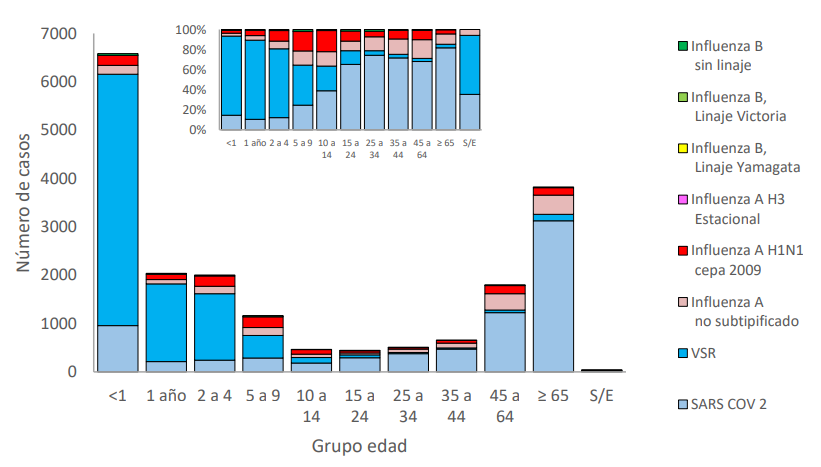 7000
6000
5000
4000
3000
2000
1000
0
Número de casos
<1
1 año
2 a 4
5 a 9
10 a
14
15 a
24
25 a
34
35 a
44
45 a
64
≥ 65
S/E
Grupo edad
100%
80%
60%
40%
20%
0%
<1
1 año
2 a 4
5 a 9
10 a
14
15 a
24
25 a
34
35 a
44
45 a
64
≥ 65
S/E
Influenza B
sin linaje
Influenza B,
Linaje Victoria
Influenza B,
Linaje Yamagata
Influenza A H3
Estacional
Influenza A H1N1
cepa 2009
Influenza A
no subtipificado
VSR
SARS COV 2